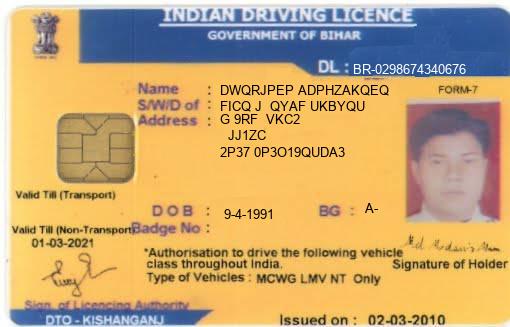 INDIAN DRIVING LICENCE
GOVERNMENT OF BIHAR
DL : BR-0298674340676
Name : DWQRJPEP ADPHZAKQEQ
FORM-7
S/W/D of : FICQ J QYAF UKBYQU
Address : G 9RF VKC2
JJ1ZC
2P37 0P3O19QUDA3
Valid Till (Transport)
DOB : 9-4-1991 BG : A-
Valid Till (Non-Transport)
Badge No :
01-03-2021
*Authorisation to drive the following vehicle
class throughout India.
Signature of Holder
Type of Vehicles : MCWG LMV NT Only
Sign. of Licencing Authority
DTO - KISHANGANJ
Issued on : 02-03-2010